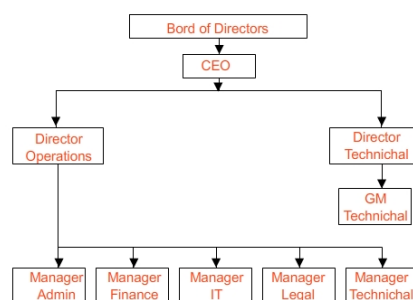 Bord of Directors
CEO
Director
Operations
Director
Technichal
GM
Technichal
Manager
Admin
Manager
Finance
Manager
IT
Manager
Legal
Manager
Technichal